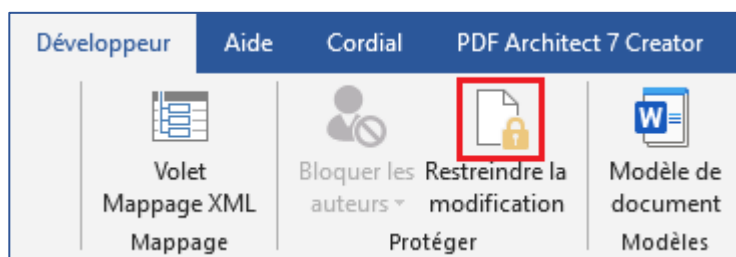 Développeur Aide Cordial PDF Architect 7 Creator
Volet Bloquer les Restreindre la Modèle de
Mappage XML auteurs modification document
Mappage Protéger Modèles